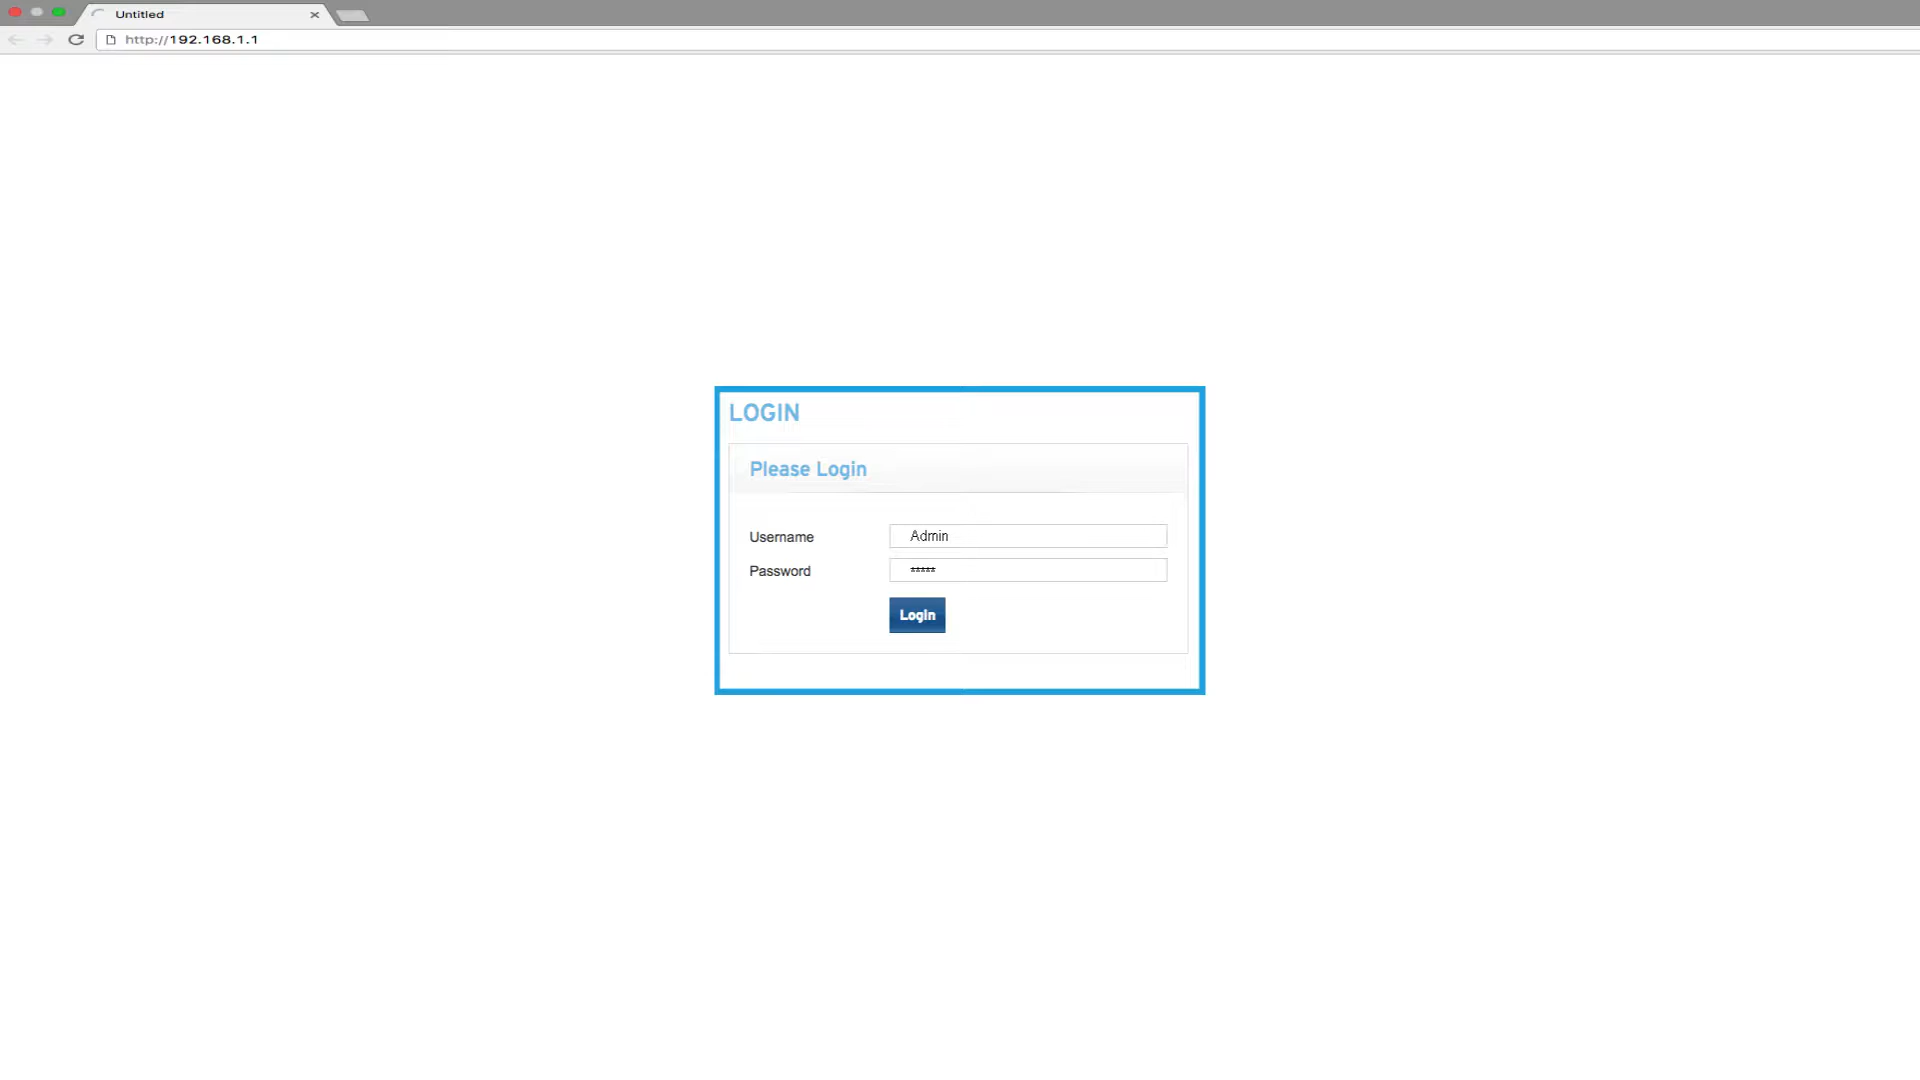 Untitled
http://192.168.1.1
LOGIN
Please Login
Username
Admin
Password
*****
Login